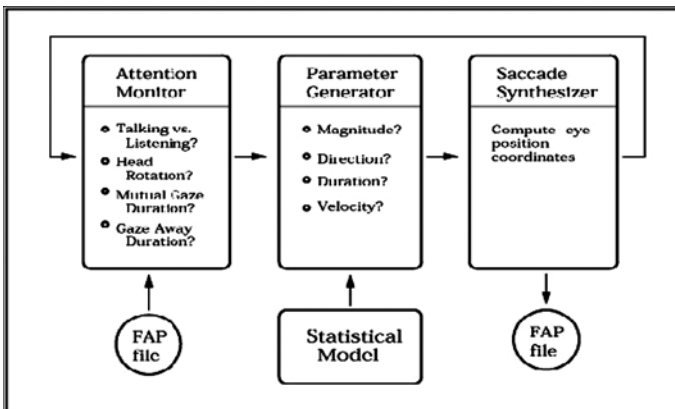 Attention
Monitor
Talking vs.
Listening?
Head
Rotation?
Mutual Gaze
Duration?
Gaze Away
Duration?
Parameter
Generator
Magnitude?
Direction?
Duration?
Velocity?
Saccade
Synthesizer
Compute eye
position
coordinates
FAP
file
Statistical
Model
FAP
file